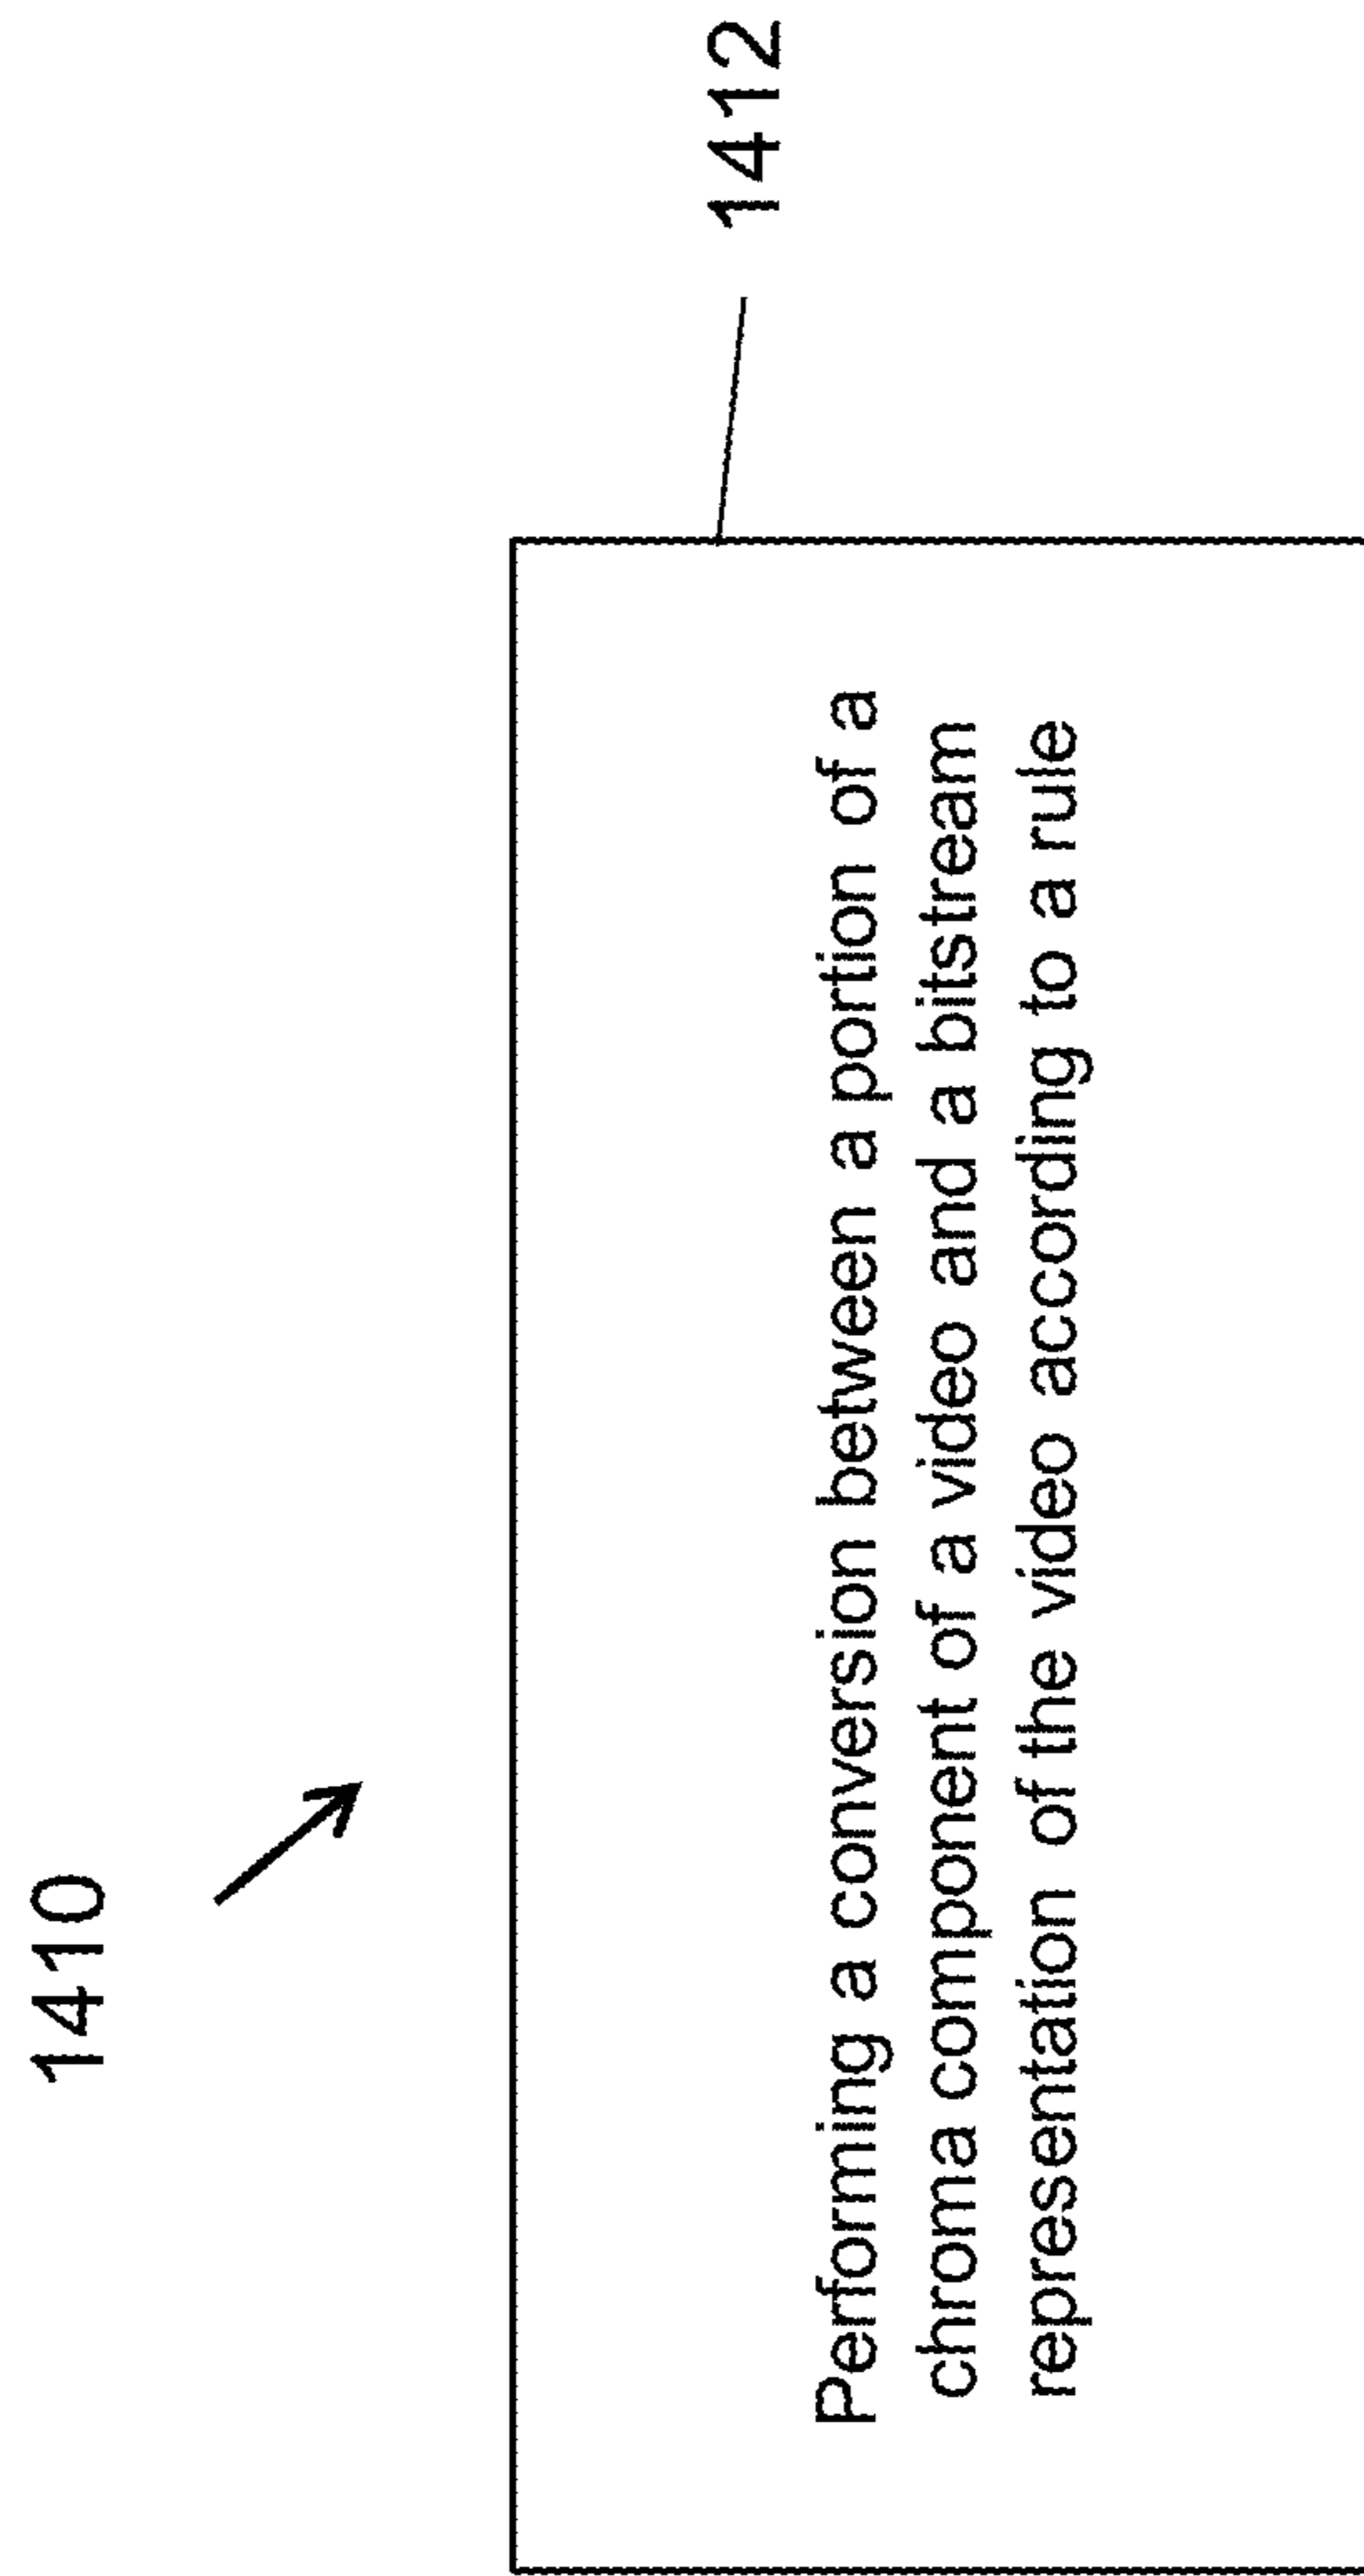 1410
1412
Performing a conversion between a portion of a
chroma component of a video and a bitstream
representation of the video according to a rule